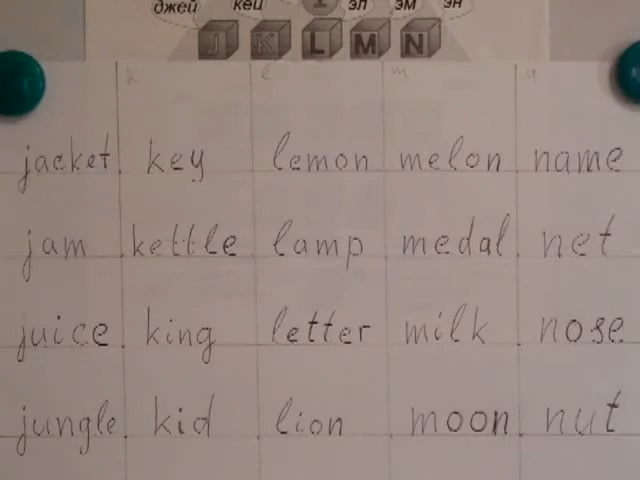 джей кей эл эм эн
J K L M N
k l m n
jacket key lemon melon name
jam kettle lamp medal net
juice king letter milk nose
jungle kid lion moon nut